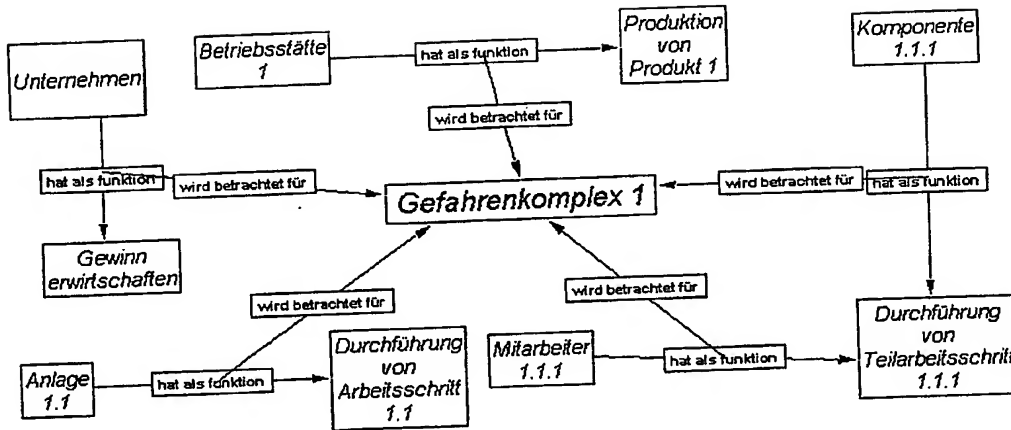 Unternehmen
Betriebsstätte
1
hat als funktion
Produktion
von
Produkt 1
Komponente
1.1.1
wird betrachtet für
hat als funktion
wird betrachtet für
Gefahrenkomplex 1
wird betrachtet für
hat als funktion
Gewinn
erwirtschaften
wird betrachtet für
wird betrachtet für
Anlage
1.1
hat als funktion
Durchführung
von
Arbeitsschritt
1.1
Mitarbeiter
1.1.1
hat als funktion
Durchführung
von
Teilarbeitsschritt
1.1.1